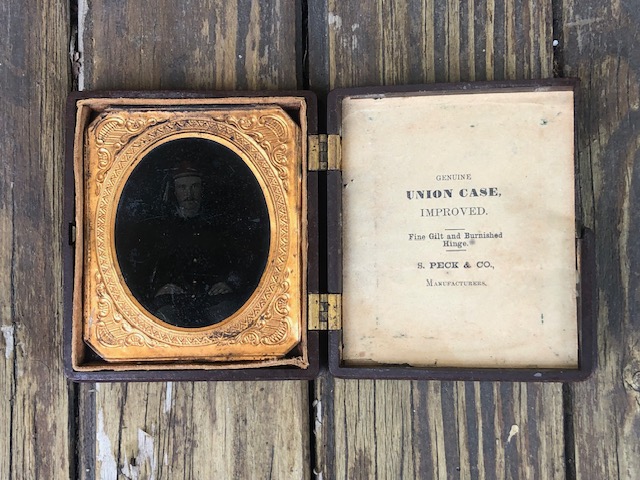 GENUINE
UNION CASE,
IMPROVED.
Fine Gilt and Burnished
Hinge.
S. PECK & CO.,
MANUFACTURERS.